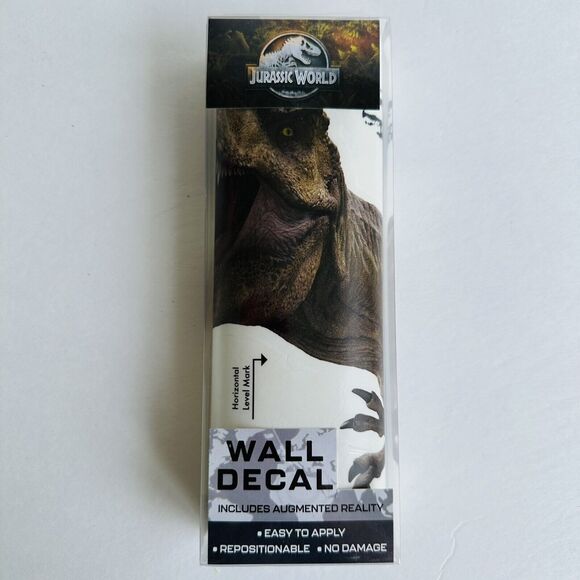 JURASSIC WORLD
Horizontal
Level Mark
WALL
DECAL
INCLUDES AUGMENTED REALITY
• EASY TO APPLY
• REPOSITIONABLE • NO DAMAGE